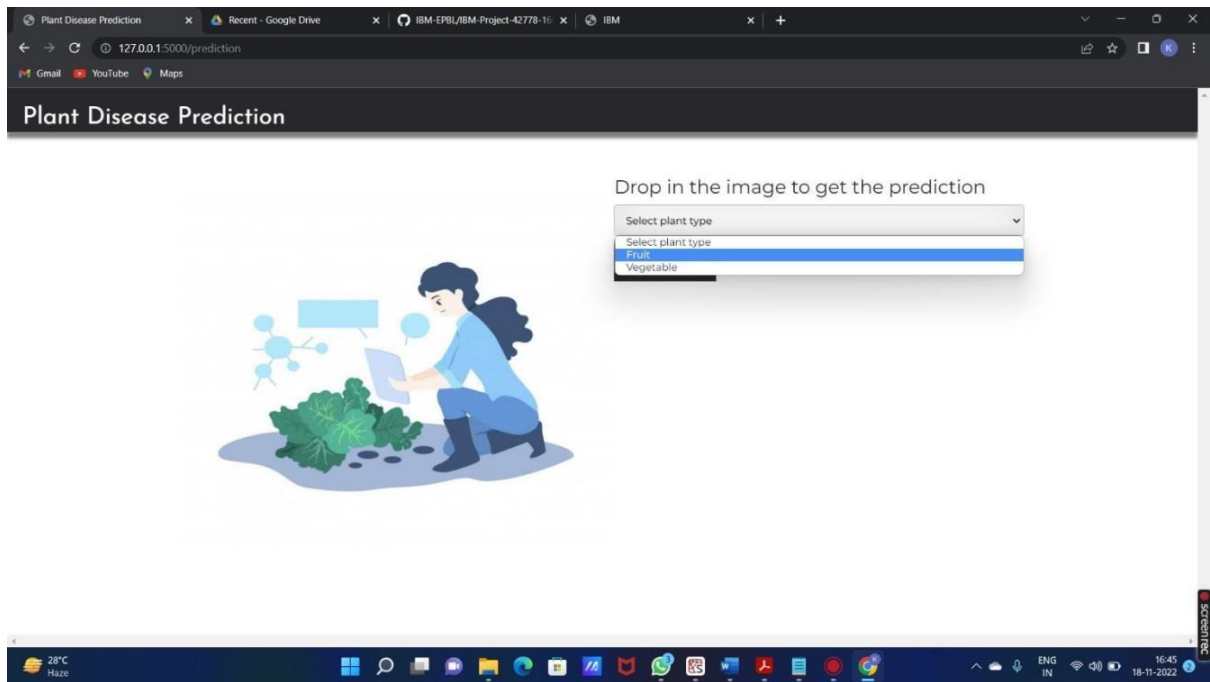 Plant Disease Prediction
Recent - Google Drive
IBM-EPBL/IBM-Project-42778-16
IBM
127.0.0.1:5000/prediction
K
Gmail
YouTube
Maps
Plant Disease Prediction
Drop in the image to get the prediction
Select plant type
Select plant type
Fruit
Vegetable
screenrec
28°C
Haze
ENG
IN
16:45
18-11-2022
2